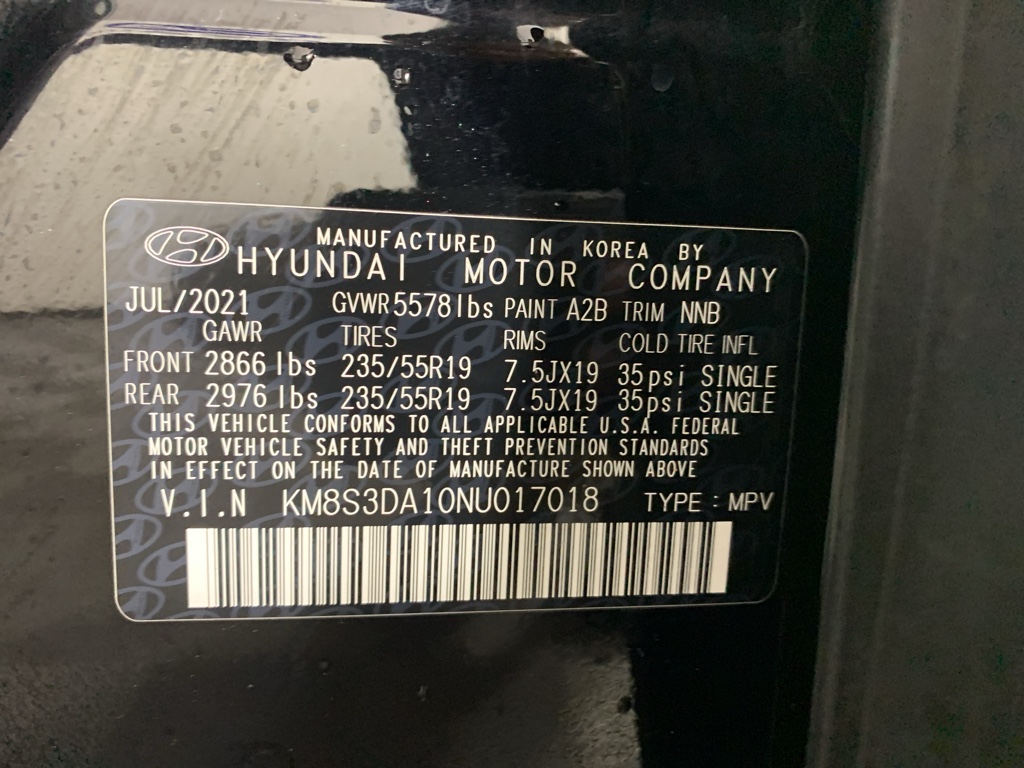 MANUFACTURED IN KOREA BY
HYUNDAI MOTOR COMPANY
JUL/2021 GVWR 5578lbs PAINT A2B TRIM NNB
GAWR TIRES RIMS COLD TIRE INFL
FRONT 2866 lbs 235/55R19 7.5JX19 35psi SINGLE
REAR 2976 lbs 235/55R19 7.5JX19 35psi SINGLE
THIS VEHICLE CONFORMS TO ALL APPLICABLE U.S.A. FEDERAL
MOTOR VEHICLE SAFETY AND THEFT PREVENTION STANDARDS
IN EFFECT ON THE DATE OF MANUFACTURE SHOWN ABOVE
V.I.N KM8S3DA10NU017018 TYPE : MPV